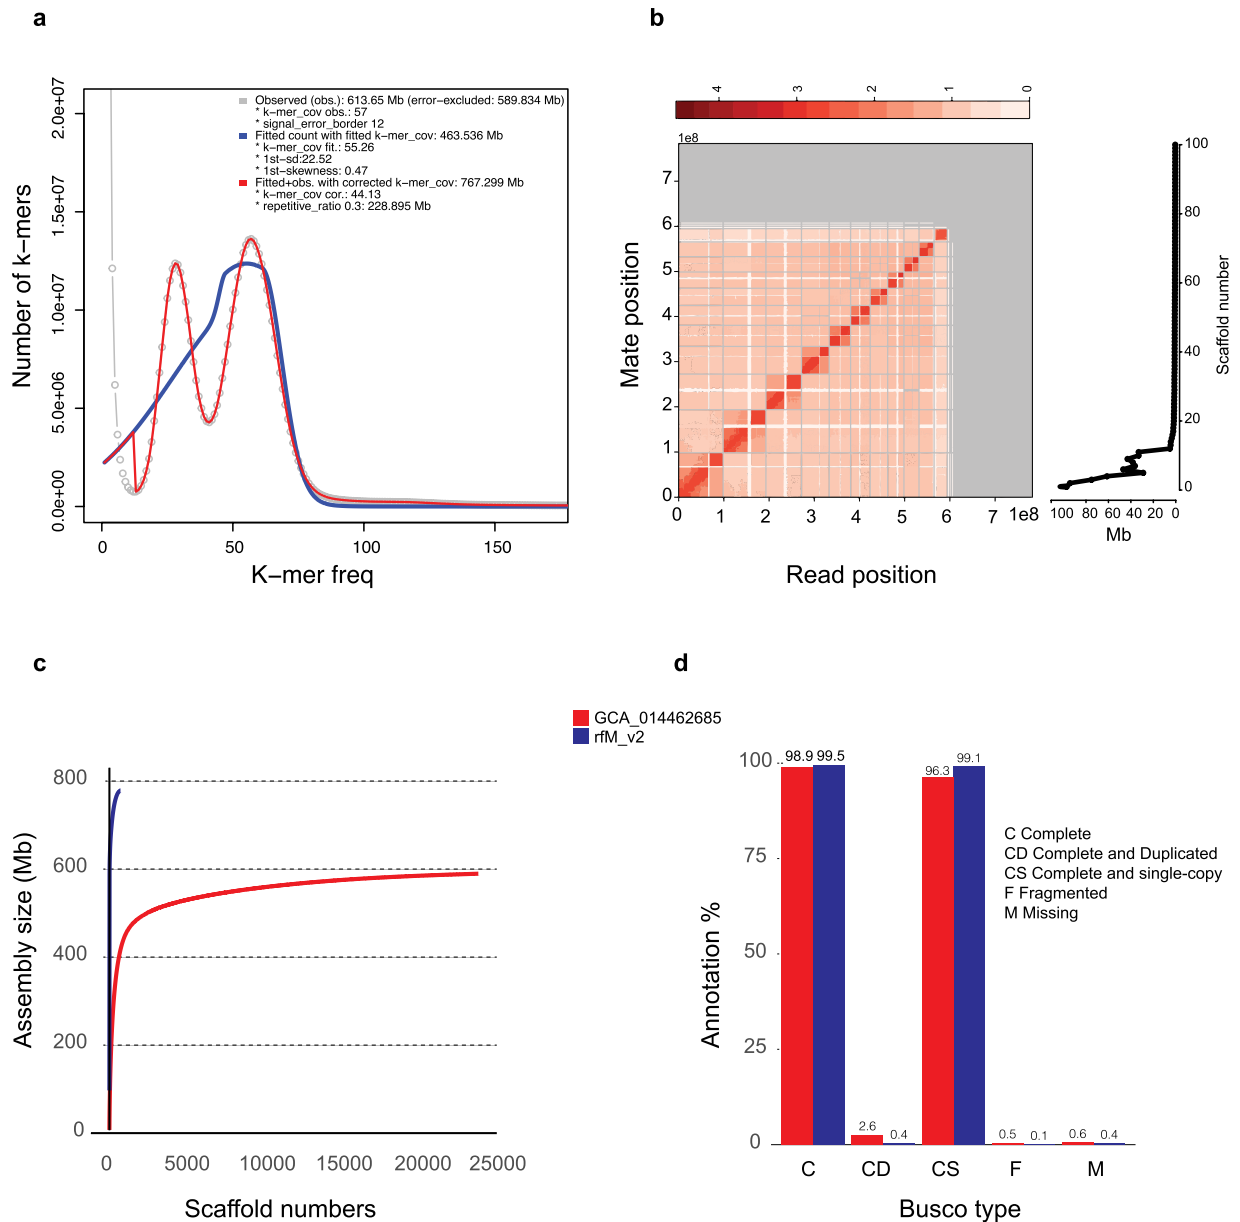 a
Number of k−mers
0.0e+00
5.0e+06
1.0e+07
1.5e+07
2.0e+07
Observed (obs.): 613.65 Mb (error−excluded: 589.834 Mb)
* k−mer_cov obs.: 57
* signal_error_border 12
Fitted count with fitted k−mer_cov: 463.536 Mb
* k−mer_cov fit.: 55.26
* 1st−sd:22.52
* 1st−skewness: 0.47
Fitted+obs. with corrected k−mer_cov: 767.299 Mb
* k−mer_cov cor.: 44.13
* repetitive_ratio 0.3: 228.895 Mb
0 50 100 150
K−mer freq
b
4 3 2 1 0
1e8
Mate position
7
6
5
4
3
2
1
0
0 1 2 3 4 5 6 7 1e8
Read position
100
80
60
40
20
0
Scaffold number
100 80 60 40 20 0
Mb
c
Assembly size (Mb)
800
600
400
200
0
0 5000 10000 15000 20000 25000
Scaffold numbers
GCA_014462685
rfM_v2
d
Annotation %
100
75
50
25
0
98.9 99.5
2.6 0.4
96.3 99.1
0.5 0.1
0.6 0.4
C CD CS F M
Busco type
C Complete
CD Complete and Duplicated
CS Complete and single-copy
F Fragmented
M Missing